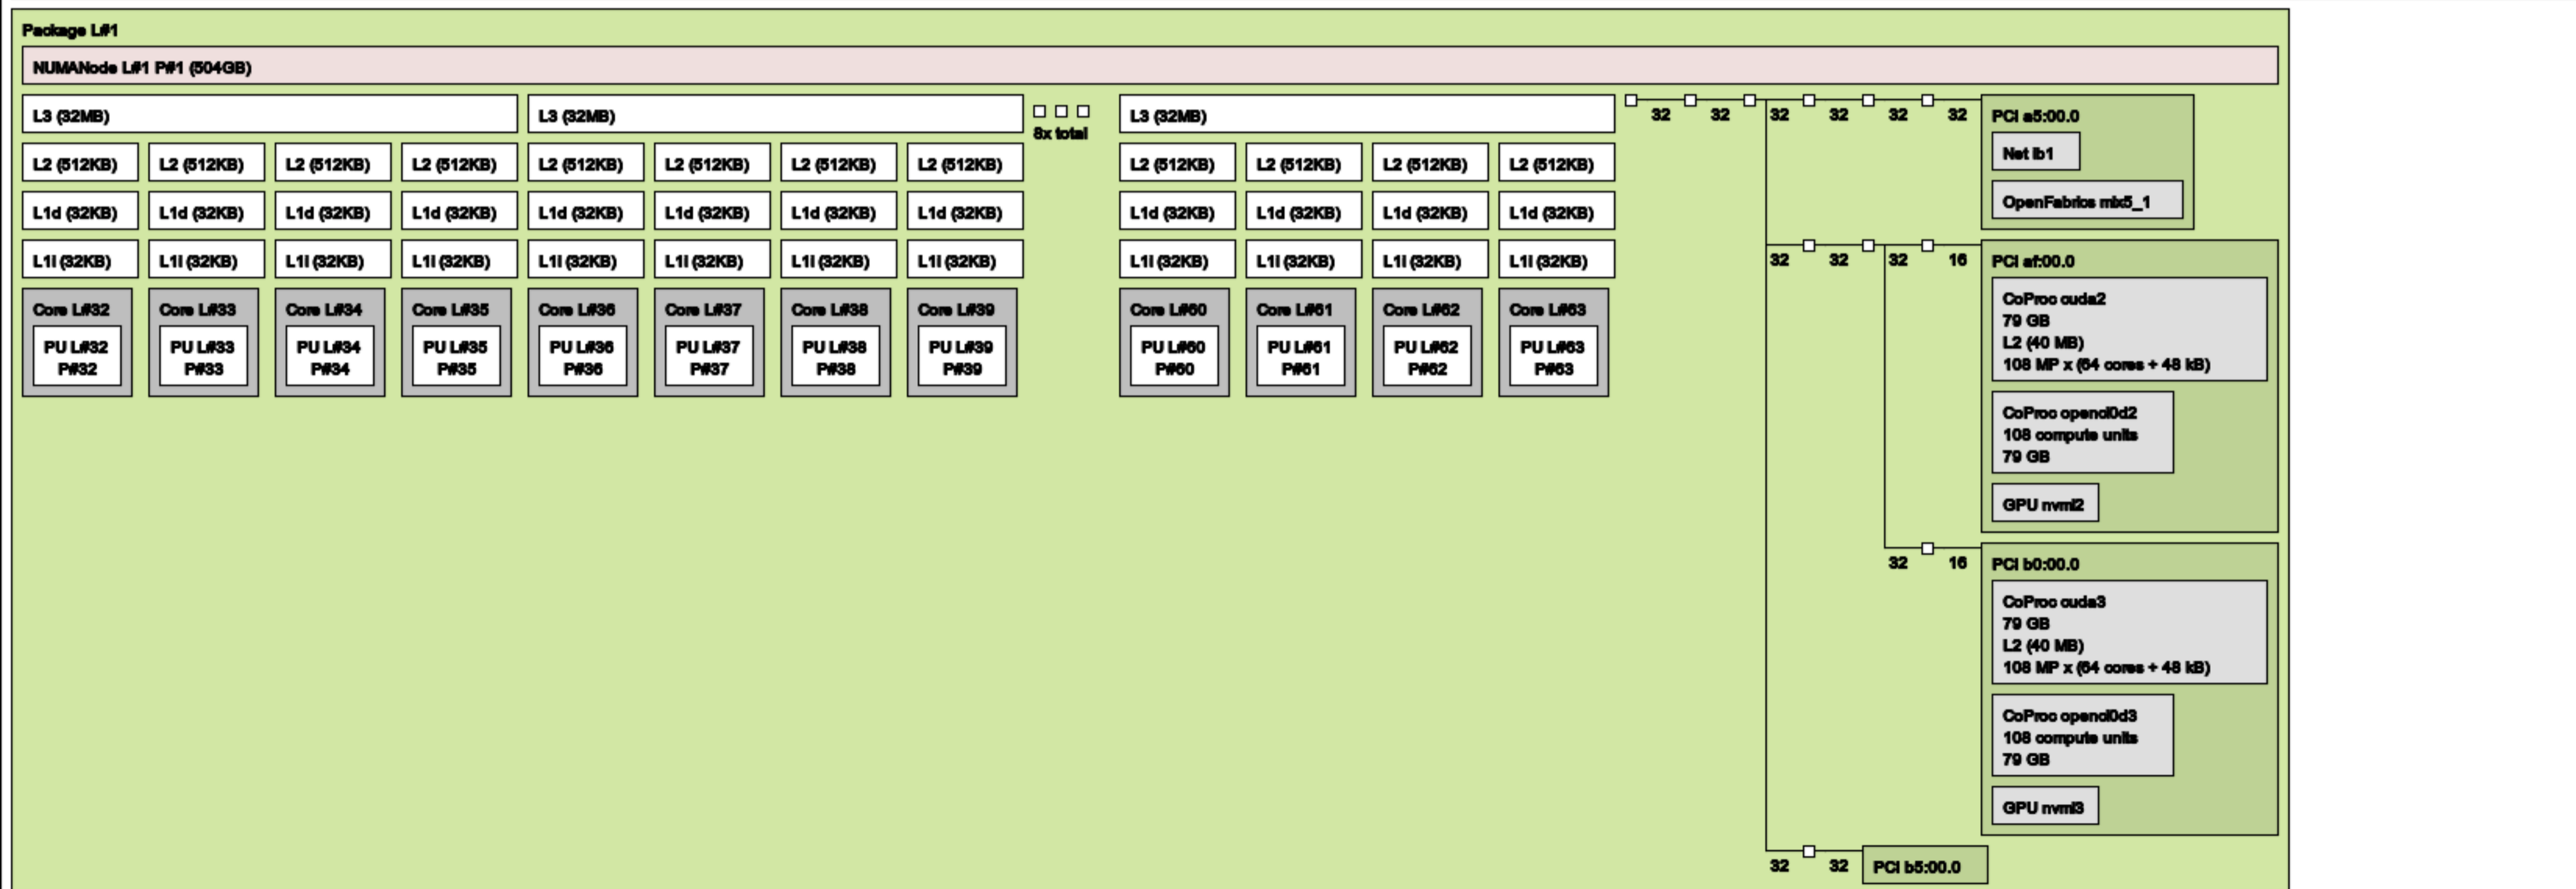 Package L#1
NUMANode L#1 P#1 (504GB)
L3 (32MB) L3 (32MB) 8x total L3 (32MB)
L2 (512KB) L2 (512KB) L2 (512KB) L2 (512KB) L2 (512KB) L2 (512KB) L2 (512KB) L2 (512KB) L2 (512KB) L2 (512KB) L2 (512KB) L2 (512KB)
L1d (32KB) L1d (32KB) L1d (32KB) L1d (32KB) L1d (32KB) L1d (32KB) L1d (32KB) L1d (32KB) L1d (32KB) L1d (32KB) L1d (32KB) L1d (32KB)
L1i (32KB) L1i (32KB) L1i (32KB) L1i (32KB) L1i (32KB) L1i (32KB) L1i (32KB) L1i (32KB) L1i (32KB) L1i (32KB) L1i (32KB) L1i (32KB)
Core L#32 Core L#33 Core L#34 Core L#35 Core L#36 Core L#37 Core L#38 Core L#39 Core L#60 Core L#61 Core L#62 Core L#63
PU L#32 PU L#33 PU L#34 PU L#35 PU L#36 PU L#37 PU L#38 PU L#39 PU L#60 PU L#61 PU L#62 PU L#63
P#32 P#33 P#34 P#35 P#36 P#37 P#38 P#39 P#60 P#61 P#62 P#63
32 32 32 32 32 32
PCI a5:00.0
Net ib1
OpenFabrics mlx5_1
32 32 32 16
PCI af:00.0
CoProc cuda2
79 GB
L2 (40 MB)
108 MP x (64 cores + 48 kB)
CoProc opencl0d2
108 compute units
79 GB
GPU nvml2
32 16
PCI b0:00.0
CoProc cuda3
79 GB
L2 (40 MB)
108 MP x (64 cores + 48 kB)
CoProc opencl0d3
108 compute units
79 GB
GPU nvml3
32 32
PCI b5:00.0